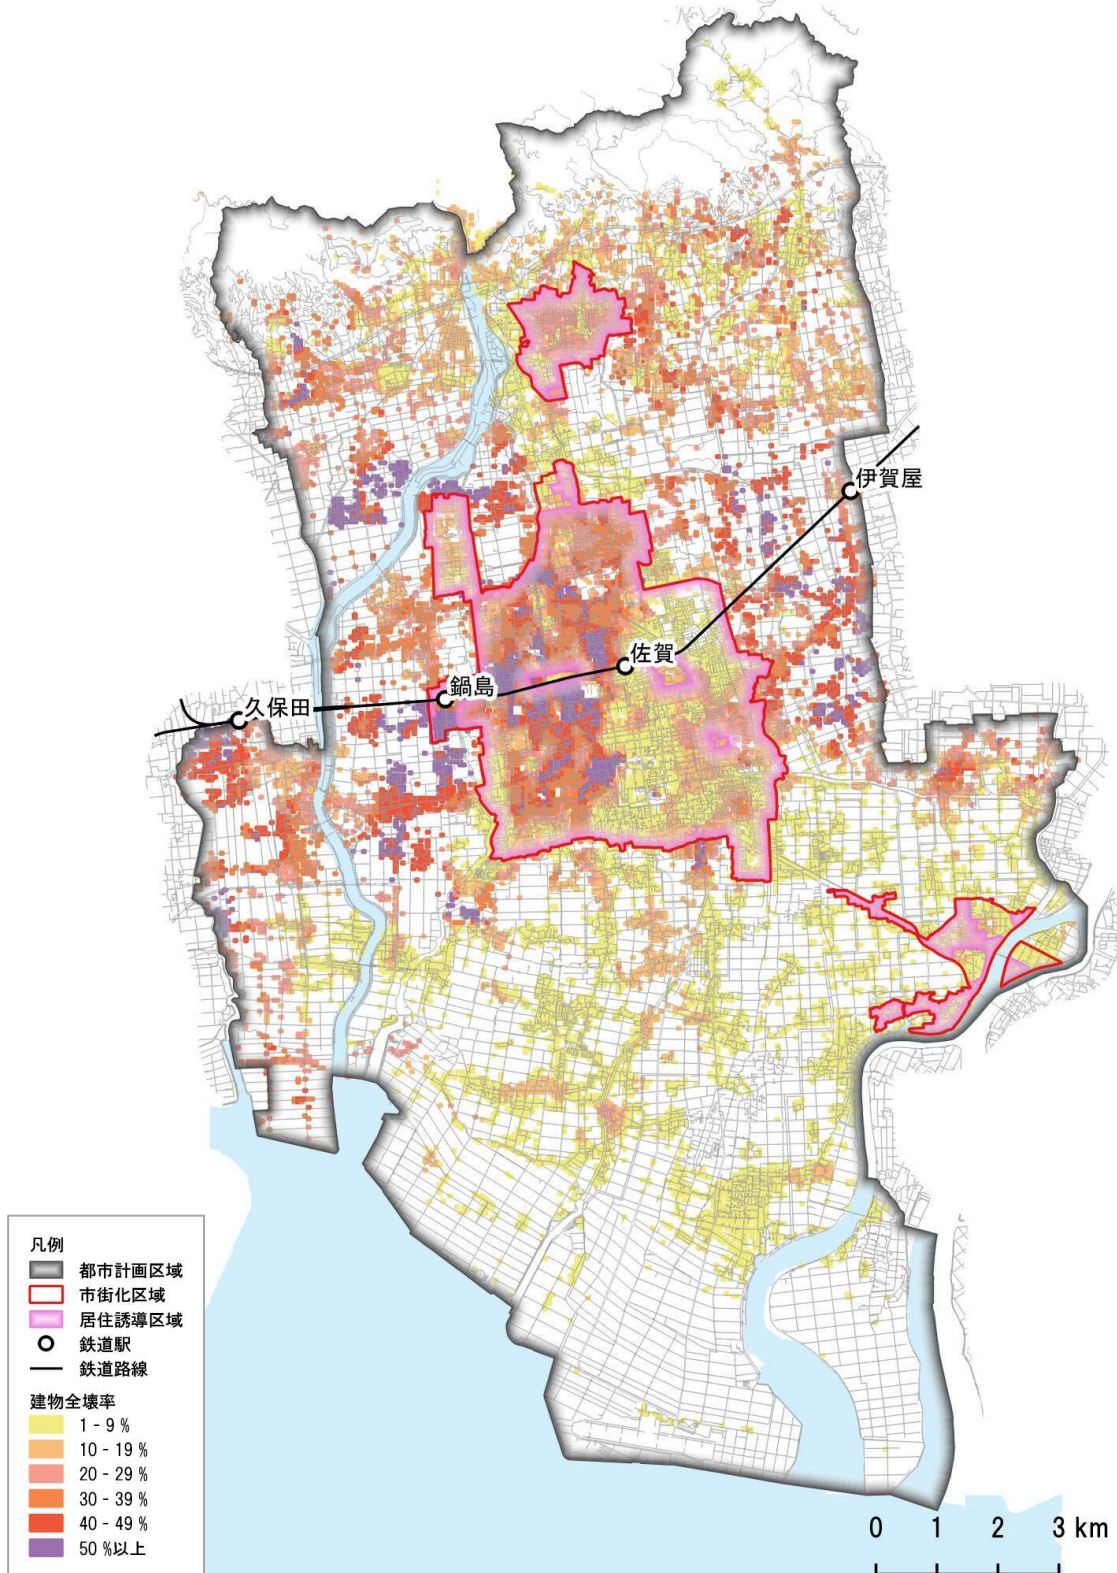 伊賀屋
佐賀
鍋島
久保田
凡例
都市計画区域
市街化区域
居住誘導区域
鉄道駅
鉄道路線
建物全壊率
1 - 9 %
10 - 19 %
20 - 29 %
30 - 39 %
40 - 49 %
50 %以上
0 1 2 3 km